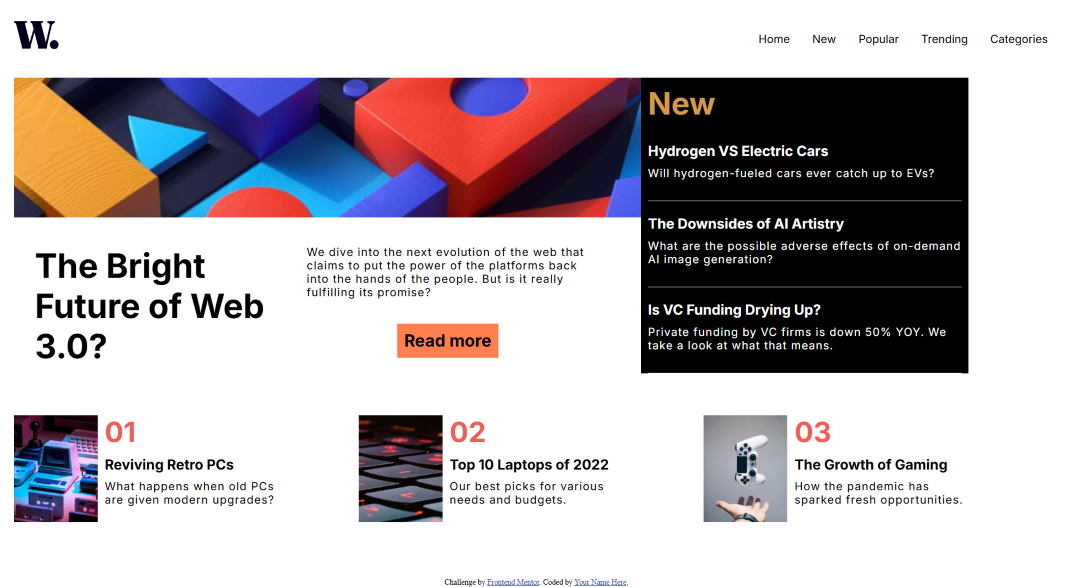 W.
Home New Popular Trending Categories
The Bright
Future of Web
3.0?
We dive into the next evolution of the web that
claims to put the power of the platforms back
into the hands of the people. But is it really
fulfilling its promise?
Read more
New
Hydrogen VS Electric Cars
Will hydrogen-fueled cars ever catch up to EVs?
The Downsides of AI Artistry
What are the possible adverse effects of on-demand
AI image generation?
Is VC Funding Drying Up?
Private funding by VC firms is down 50% YOY. We
take a look at what that means.
01
Reviving Retro PCs
What happens when old PCs
are given modern upgrades?
02
Top 10 Laptops of 2022
Our best picks for various
needs and budgets.
03
The Growth of Gaming
How the pandemic has
sparked fresh opportunities.
Challenge by Frontend Mentor. Coded by Your Name Here.